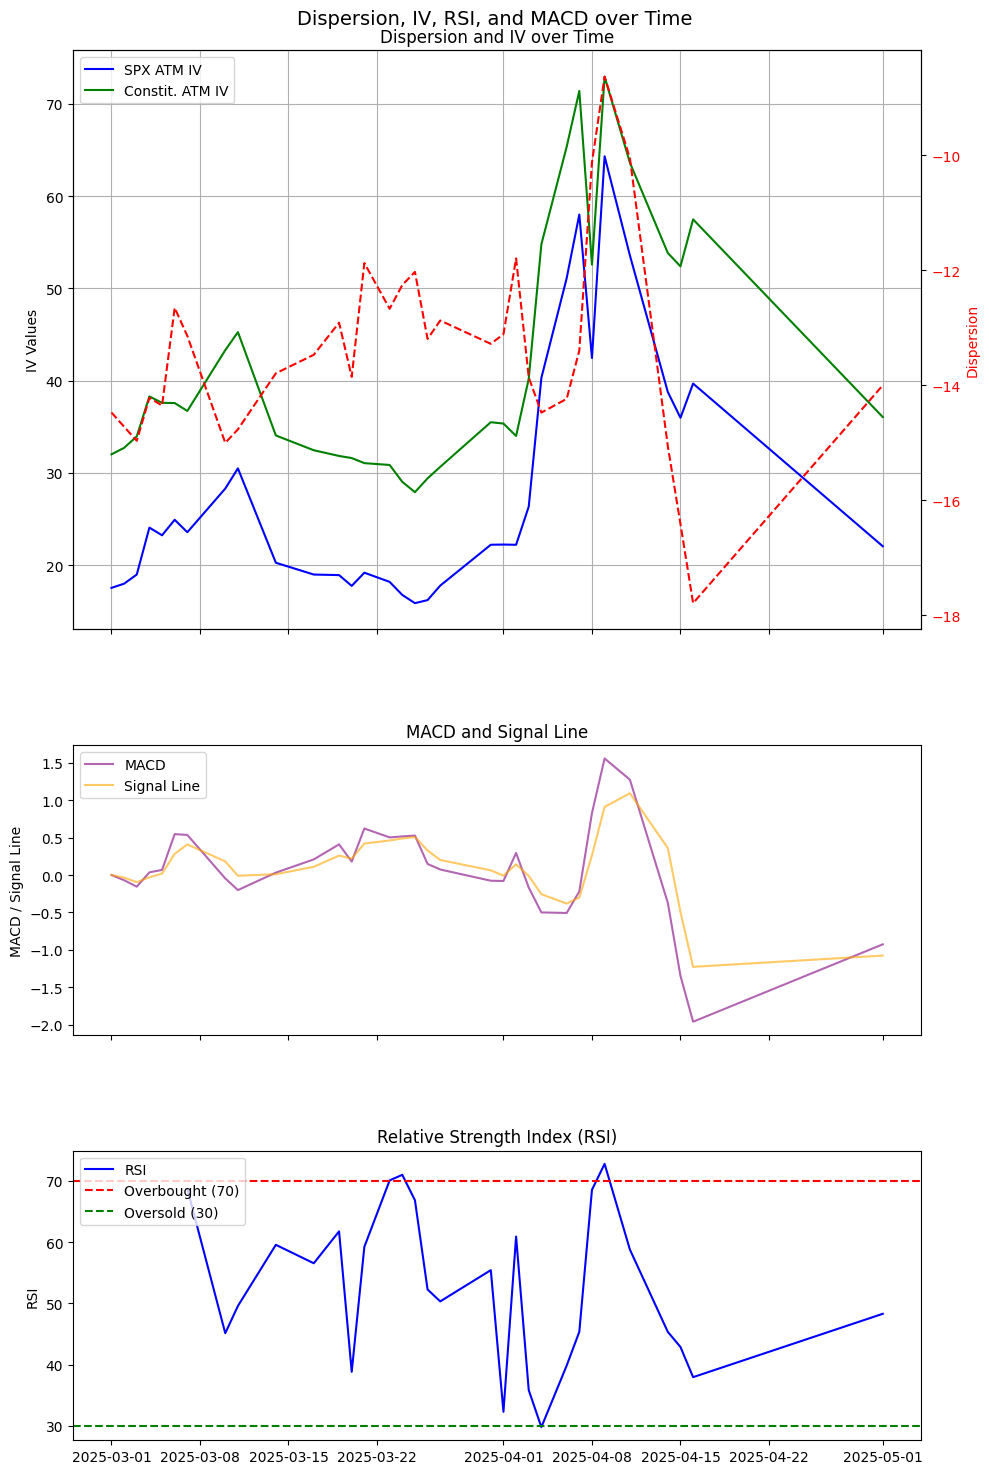 Dispersion, IV, RSI, and MACD over Time
Dispersion and IV over Time
SPX ATM IV
Constit. ATM IV
70
60
50
40
30
20
IV Values
−10
−12
−14
−16
−18
Dispersion
MACD and Signal Line
MACD
Signal Line
1.5
1.0
0.5
0.0
−0.5
−1.0
−1.5
−2.0
MACD / Signal Line
Relative Strength Index (RSI)
RSI
Overbought (70)
Oversold (30)
70
60
50
40
30
RSI
2025-03-01 2025-03-08 2025-03-15 2025-03-22 2025-04-01 2025-04-08 2025-04-15 2025-04-22 2025-05-01